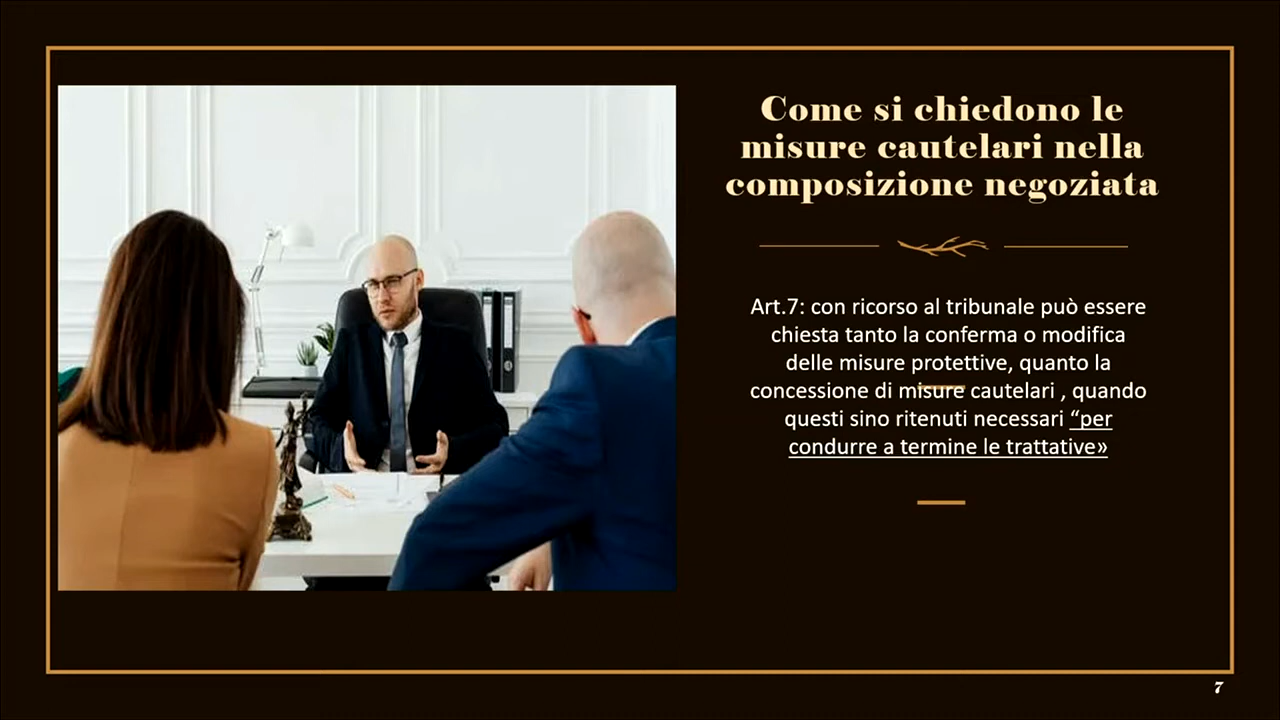 Come si chiedono le
misure cautelari nella
composizione negoziata
Art.7: con ricorso al tribunale può essere
chiesta tanto la conferma o modifica
delle misure protettive, quanto la
concessione di misure cautelari , quando
questi sino ritenuti necessari “per
condurre a termine le trattative»
7